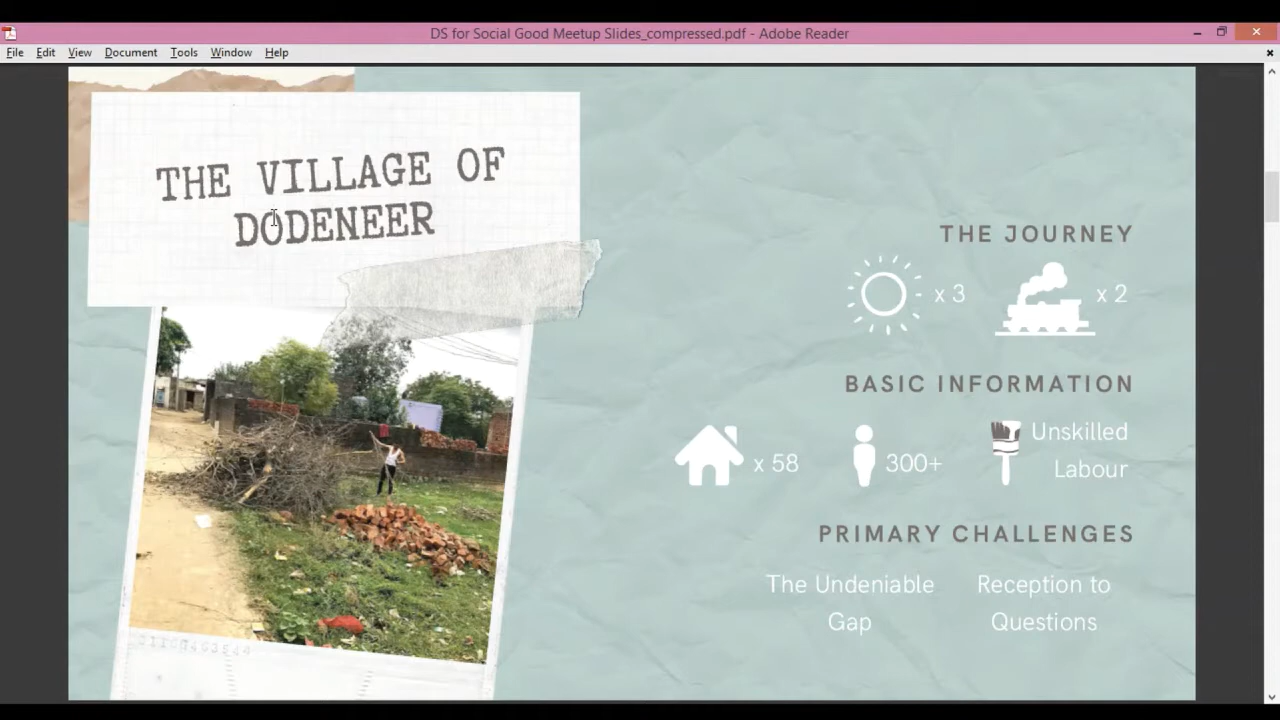 DS for Social Good Meetup Slides_compressed.pdf - Adobe Reader
File Edit View Document Tools Window Help
THE VILLAGE OF
DODENEER
THE JOURNEY
x 3 x 2
BASIC INFORMATION
x 58 300+ Unskilled
Labour
PRIMARY CHALLENGES
The Undeniable
Gap
Reception to
Questions